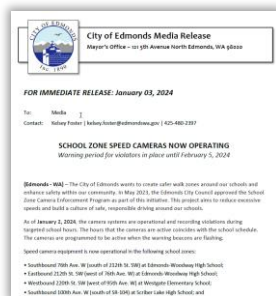 CITY OF EDMONDS
INC. 1890
City of Edmonds Media Release
Mayor's Office – 121 5th Avenue North Edmonds, WA 98020
FOR IMMEDIATE RELEASE: January 03, 2024
To: Media
Contact: Kelsey Foster | kelsey.foster@edmondswa.gov | 425-480-2397
SCHOOL ZONE SPEED CAMERAS NOW OPERATING
Warning period for violators in place until February 5, 2024
[Edmonds - WA] – The City of Edmonds wants to create safer walk zones around our schools and
enhance safety within our community. In May 2023, the Edmonds City Council approved the School
Zone Camera Enforcement Program as part of this initiative. This project aims to reduce excessive
speeds and build a culture of safe, responsible driving around our schools.
As of January 2, 2024, the camera systems are operational and recording violations during
targeted school hours. The hours that the cameras are active coincides with the school schedule.
The cameras are programmed to be active when the warning beacons are flashing.
Speed camera equipment is now operational in the following school zones:
• Southbound 76th Ave. W [south of 212th St. SW] at Edmonds-Woodway High School;
• Eastbound 212th St. SW [west of 76th Ave. W] at Edmonds-Woodway High School;
• Westbound 220th St. SW [west of 95th Ave. W] at Westgate Elementary School;
• Southbound 100th Ave. W [south of SR-104] at Scriber Lake High School; and